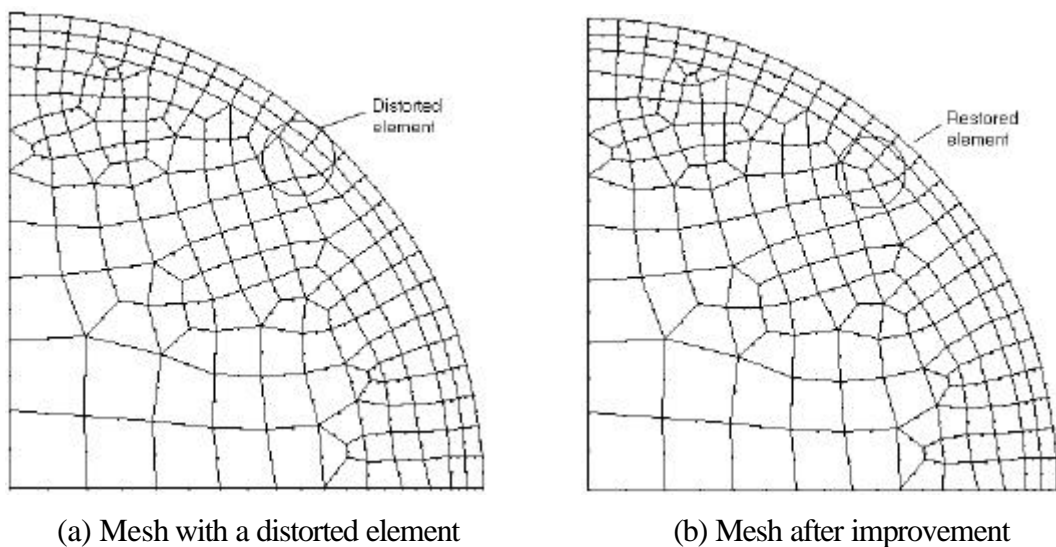 Distorted
element
Restored
element
(a) Mesh with a distorted element
(b) Mesh after improvement